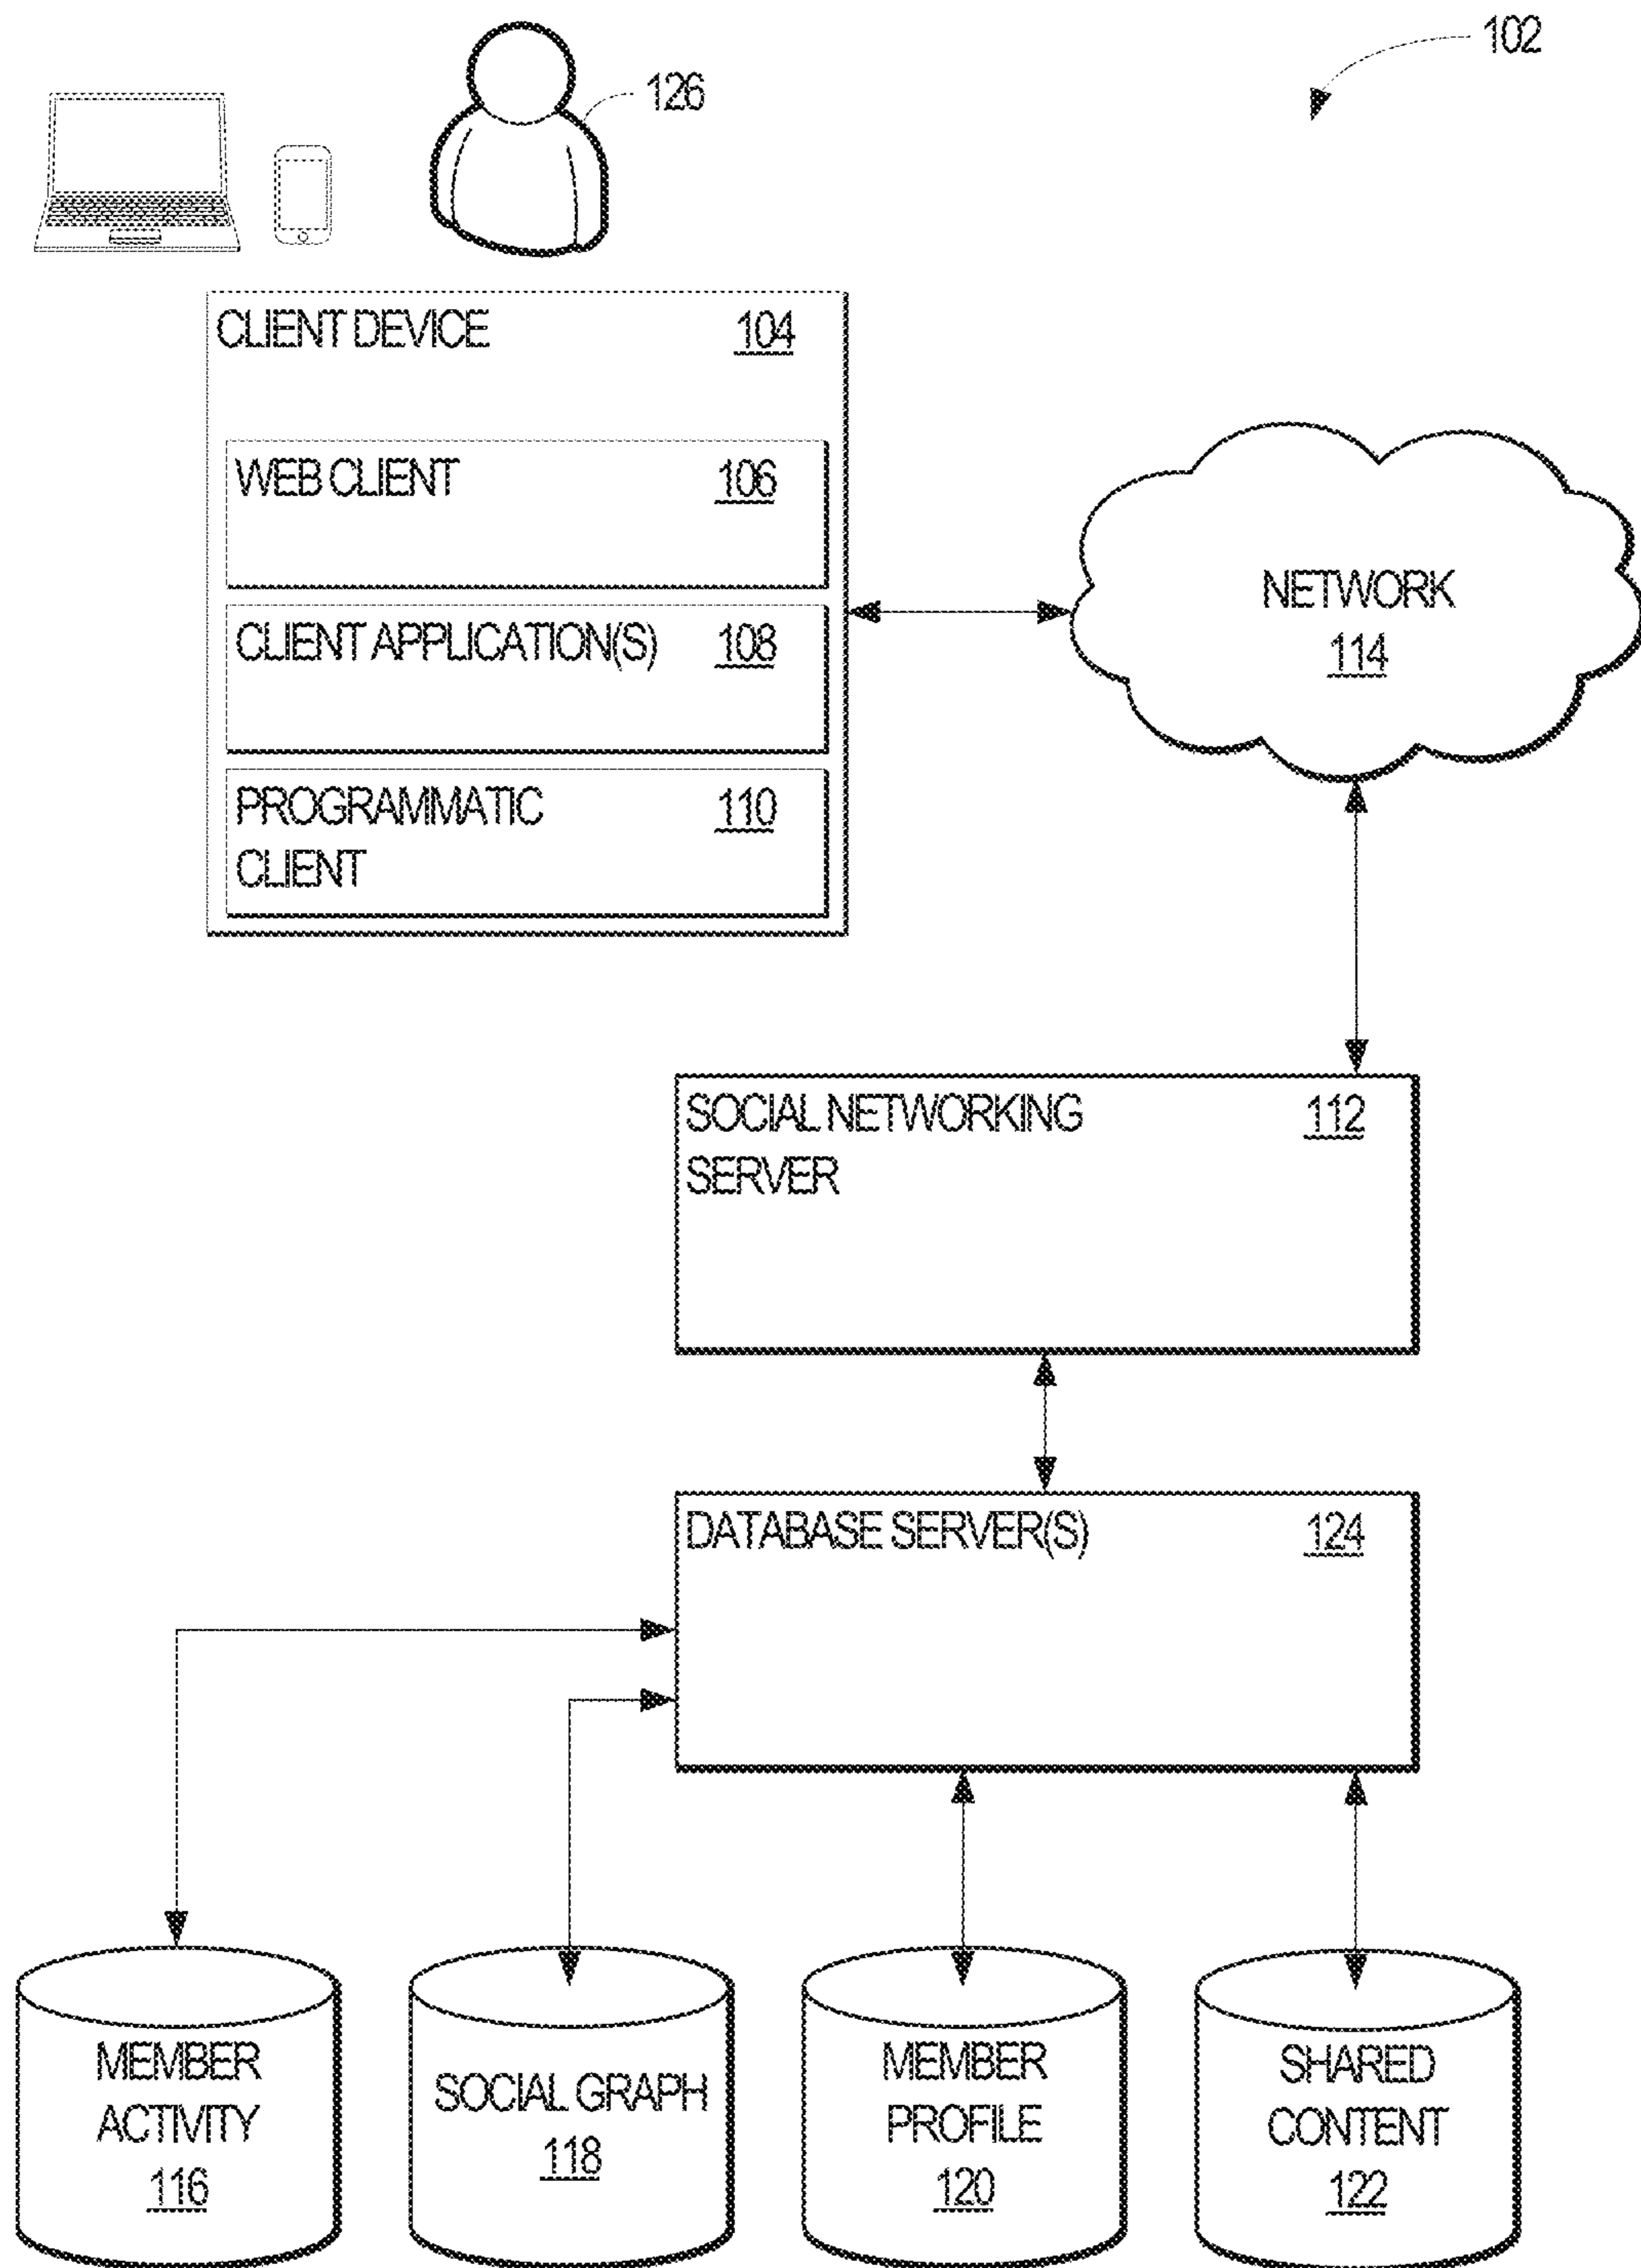 102
126
CLIENT DEVICE 104
WEB CLIENT 106
CLIENT APPLICATION(S) 108
PROGRAMMATIC 110
CLIENT
NETWORK
114
SOCIAL NETWORKING 112
SERVER
DATABASE SERVER(S) 124
MEMBER
ACTIVITY
116
SOCIAL GRAPH
118
MEMBER
PROFILE
120
SHARED
CONTENT
122